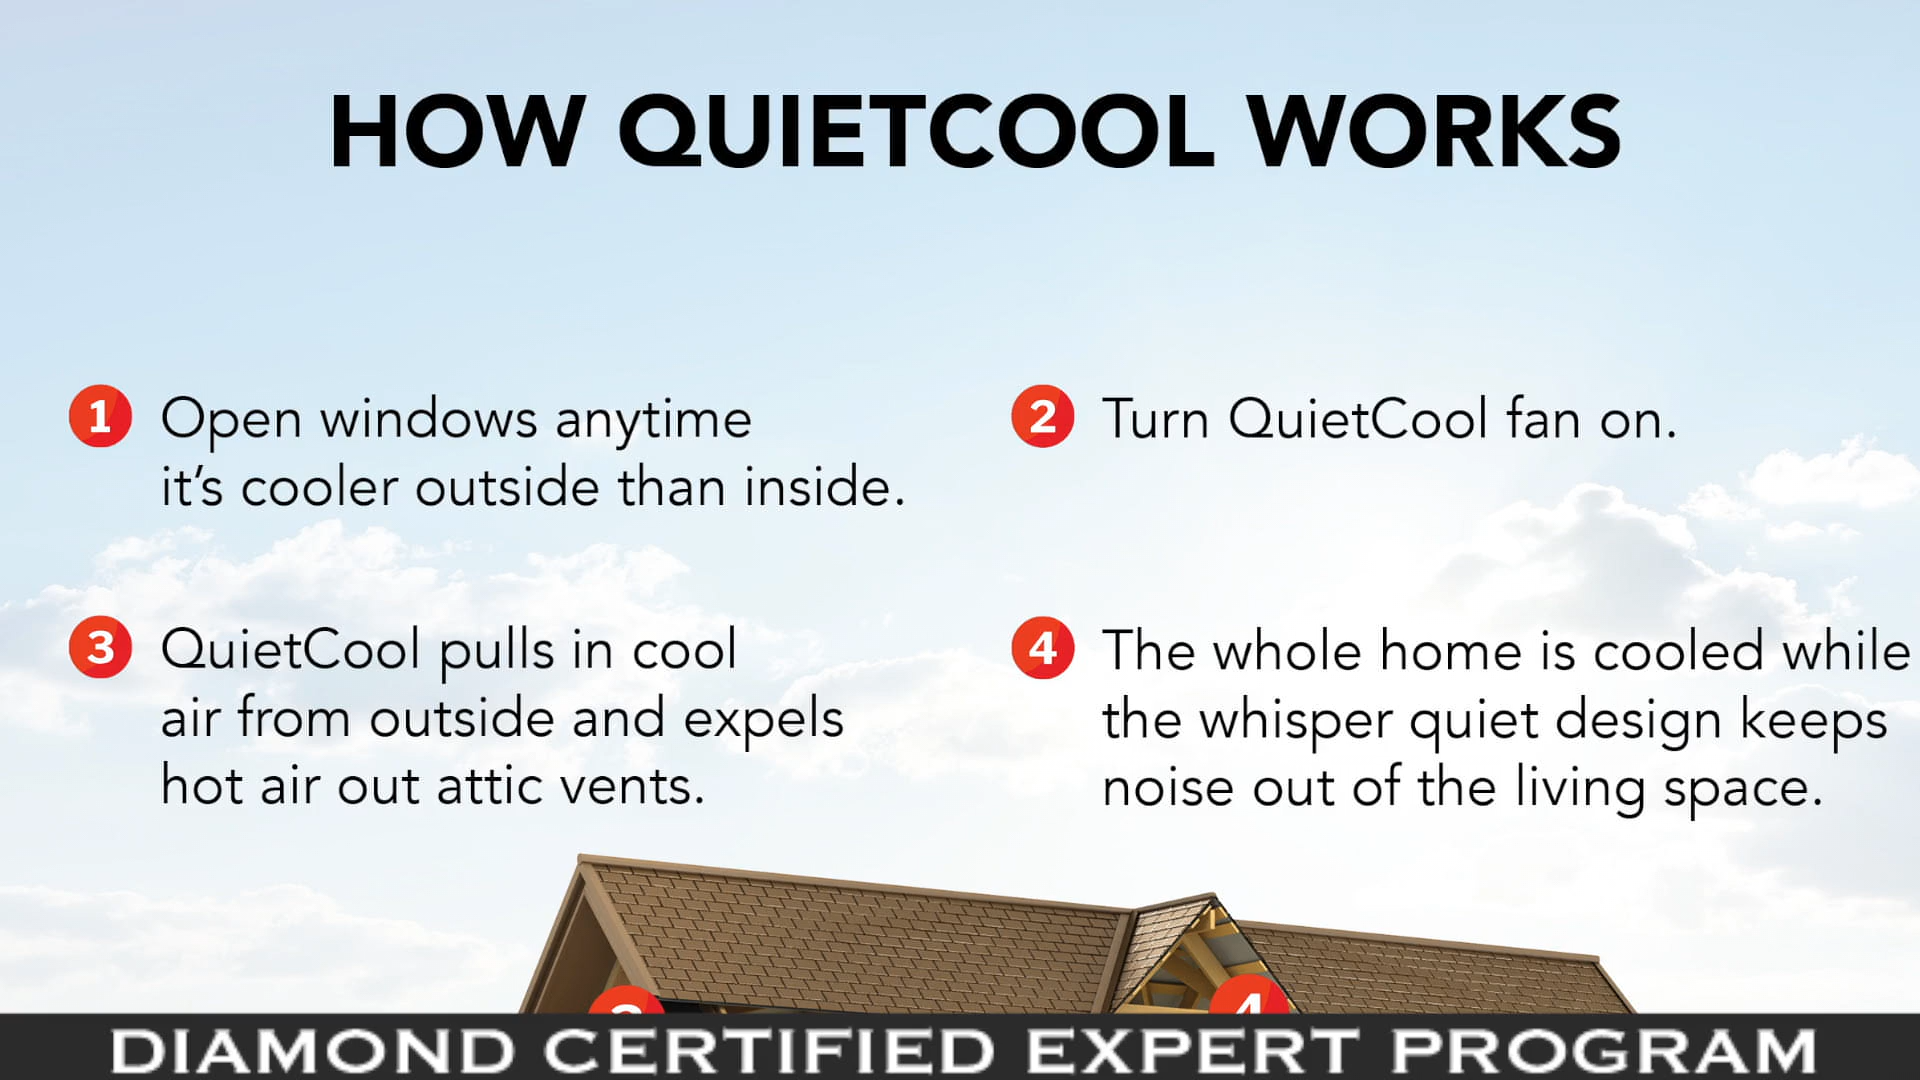 HOW QUIETCOOL WORKS
1 Open windows anytime
it's cooler outside than inside.
2 Turn QuietCool fan on.
3 QuietCool pulls in cool
air from outside and expels
hot air out attic vents.
4 The whole home is cooled while
the whisper quiet design keeps
noise out of the living space.
4
DIAMOND CERTIFIED EXPERT PROGRAM